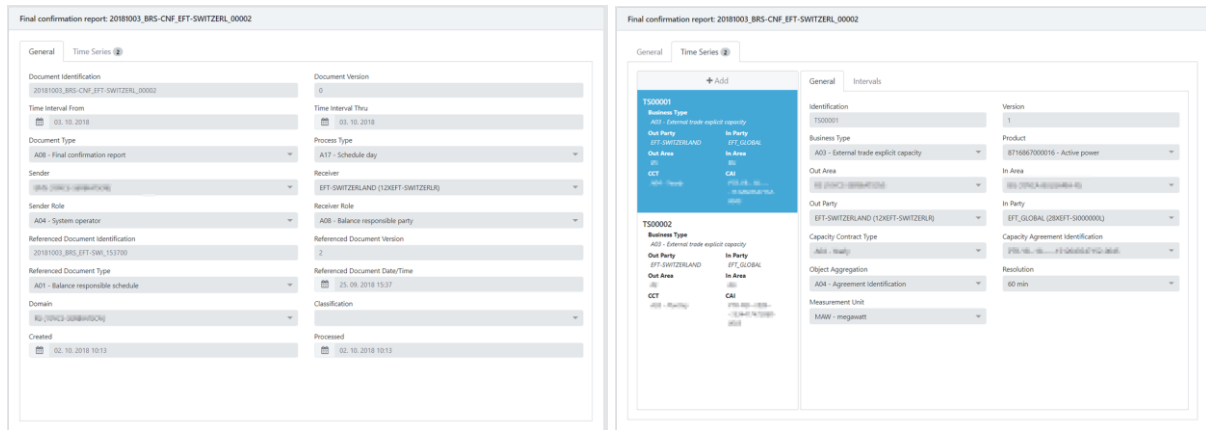 Final confirmation report: 20181003_BRS-CNF_EFT-SWITZERL_00002
General Time Series 2
Document Identification Document Version
20181003_BRS-CNF_EFT-SWITZERL_00002 0
Time Interval From Time Interval Thru
03. 10. 2018 03. 10. 2018
Document Type Process Type
A08 - Final confirmation report A17 - Schedule day
Sender Receiver
EFT-SWITZERLAND (12XEFT-SWITZERLR)
Sender Role Receiver Role
A04 - System operator A08 - Balance responsible party
Referenced Document Identification Referenced Document Version
20181003_BRS_EFT-SWI_153700 2
Referenced Document Type Referenced Document Date/Time
A01 - Balance responsible schedule 25. 09. 2018 15:37
Domain Classification
Created Processed
02. 10. 2018 10:13 02. 10. 2018 10:13
Final confirmation report: 20181003_BRS-CNF_EFT-SWITZERL_00002
General Time Series 2
+ Add
TS00001
Business Type
A03 - External trade explicit capacity
Out Party In Party
EFT-SWITZERLAND EFT_GLOBAL
Out Area In Area
CCT CAI
TS00002
Business Type
A03 - External trade explicit capacity
Out Party In Party
EFT-SWITZERLAND EFT_GLOBAL
Out Area In Area
CCT CAI
General Intervals
Identification Version
TS00001 1
Business Type Product
A03 - External trade explicit capacity 8716867000016 - Active power
Out Area In Area
Out Party In Party
EFT-SWITZERLAND (12XEFT-SWITZERLR) EFT_GLOBAL (28XEFT-SI000000L)
Capacity Contract Type Capacity Agreement Identification
Object Aggregation Resolution
A04 - Agreement Identification 60 min
Measurement Unit
MAW - megawatt